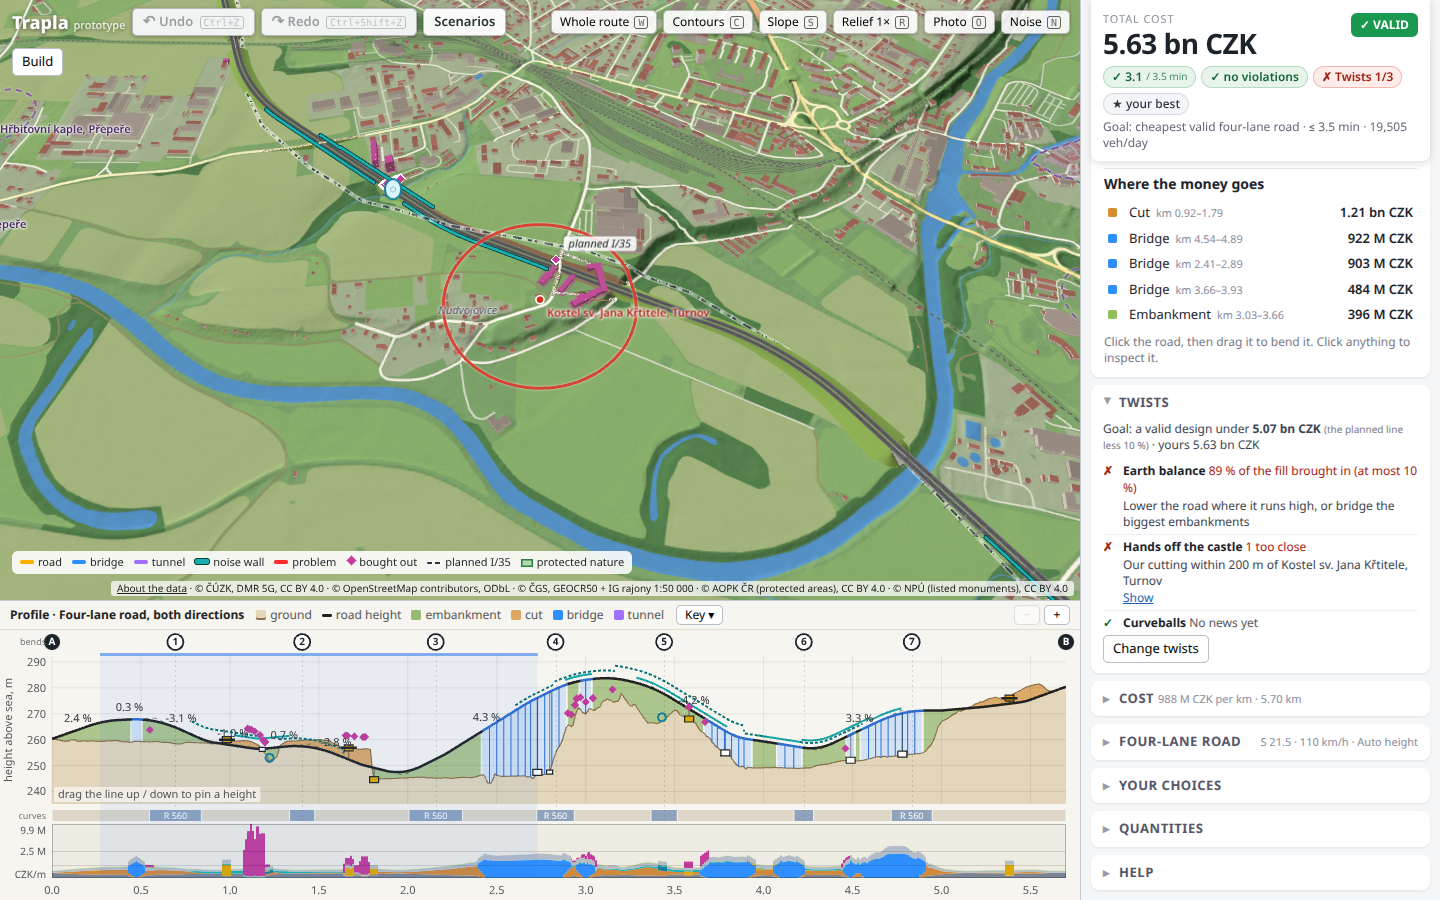 Trapla prototype
↶ Undo Ctrl+Z
↷ Redo Ctrl+Shift+Z
Scenarios
Whole route W
Contours C
Slope S
Relief 1× R
Photo O
Noise N
Build
Hřbitovní kaple, Přepeře
epeře
planned I/35
Nudvojovice
Kostel sv. Jana Křtitele, Turnov
road
bridge
tunnel
noise wall
problem
bought out
planned I/35
protected nature
About the data · © ČÚZK, DMR 5G, CC BY 4.0 · © OpenStreetMap contributors, ODbL · © ČGS, GEOCR50 + IG rajony 1:50 000 · © AOPK ČR (protected areas), CC BY 4.0 · © NPÚ (listed monuments), CC BY 4.0
Profile · Four-lane road, both directions
ground
road height
embankment
cut
bridge
tunnel
Key ▾
−
+
bends A 1 2 3 4 5 6 7 B
height above sea, m
290
280
270
260
250
240
2.4 %
0.3 %
-3.1 %
0.7 %
4.3 %
3.3 %
drag the line up / down to pin a height
curves R 560 R 560 R 560 R 560
9.9 M
2.5 M
CZK/m
0.0 0.5 1.0 1.5 2.0 2.5 3.0 3.5 4.0 4.5 5.0 5.5
TOTAL COST
5.63 bn CZK
✓ VALID
✓ 3.1 / 3.5 min
✓ no violations
✗ Twists 1/3
★ your best
Goal: cheapest valid four-lane road · ≤ 3.5 min · 19,505
veh/day
Where the money goes
Cut km 0.92–1.79 1.21 bn CZK
Bridge km 4.54–4.89 922 M CZK
Bridge km 2.41–2.89 903 M CZK
Bridge km 3.66–3.93 484 M CZK
Embankment km 3.03–3.66 396 M CZK
Click the road, then drag it to bend it. Click anything to
inspect it.
▼ TWISTS
Goal: a valid design under 5.07 bn CZK (the planned line
less 10 %) · yours 5.63 bn CZK
✗ Earth balance 89 % of the fill brought in (at most 10
%)
Lower the road where it runs high, or bridge the
biggest embankments
✗ Hands off the castle 1 too close
Our cutting within 200 m of Kostel sv. Jana Křtitele,
Turnov
Show
✓ Curveballs No news yet
Change twists
▶ COST 988 M CZK per km · 5.70 km
▶ FOUR-LANE ROAD S 21.5 · 110 km/h · Auto height
▶ YOUR CHOICES
▶ QUANTITIES
▶ HELP